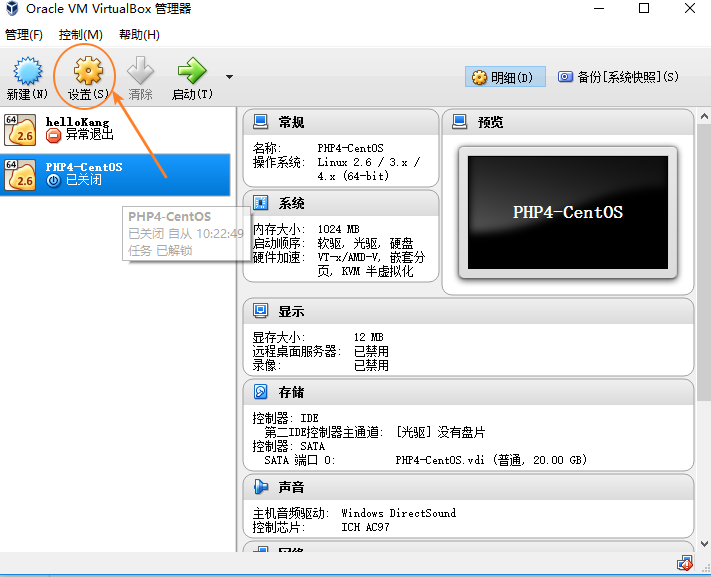 Oracle VM VirtualBox 管理器
管理(F) 控制(M) 帮助(H)
新建(N) 设置(S) 清除 启动(T) 明细(D) 备份[系统快照](S)
64 2.6 helloKang
异常退出
64 2.6 PHP4-CentOS
已关闭
PHP4-CentOS
已关闭 自从 10:22:49
任务 已解锁
常规
名称: PHP4-CentOS
操作系统: Linux 2.6 / 3.x /
4.x (64-bit)
系统
内存大小: 1024 MB
启动顺序: 软驱, 光驱, 硬盘
硬件加速: VT-x/AMD-V, 嵌套分
页, KVM 半虚拟化
预览
PHP4-CentOS
显示
显存大小: 12 MB
远程桌面服务器: 已禁用
录像: 已禁用
存储
控制器: IDE
第二IDE控制器主通道: [光驱] 没有盘片
控制器: SATA
SATA 端口 0: PHP4-CentOS.vdi (普通, 20.00 GB)
声音
主机音频驱动: Windows DirectSound
控制芯片: ICH AC97